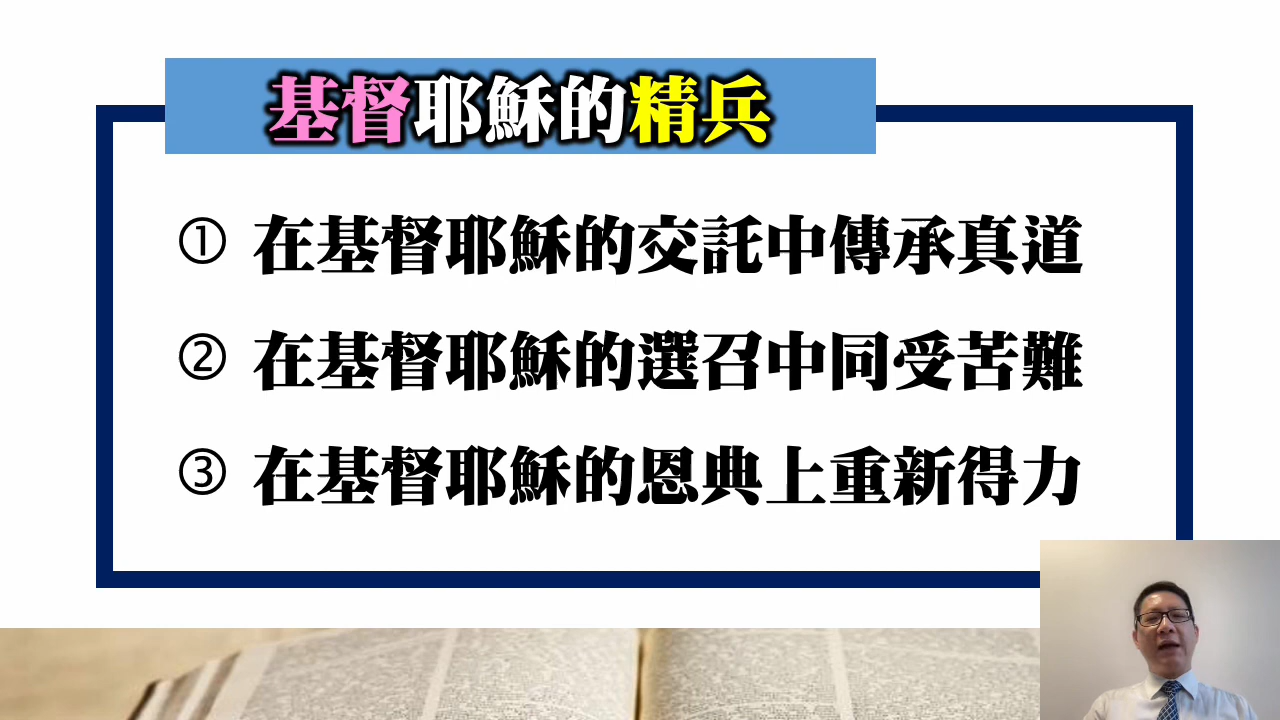 基督耶穌的精兵
① 在基督耶穌的交託中傳承真道
② 在基督耶穌的選召中同受苦難
③ 在基督耶穌的恩典上重新得力